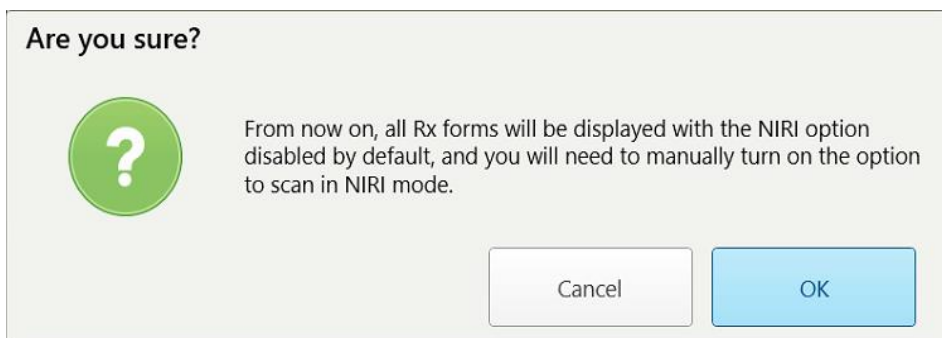 Are you sure?
?
From now on, all Rx forms will be displayed with the NIRI option
disabled by default, and you will need to manually turn on the option
to scan in NIRI mode.
Cancel
OK